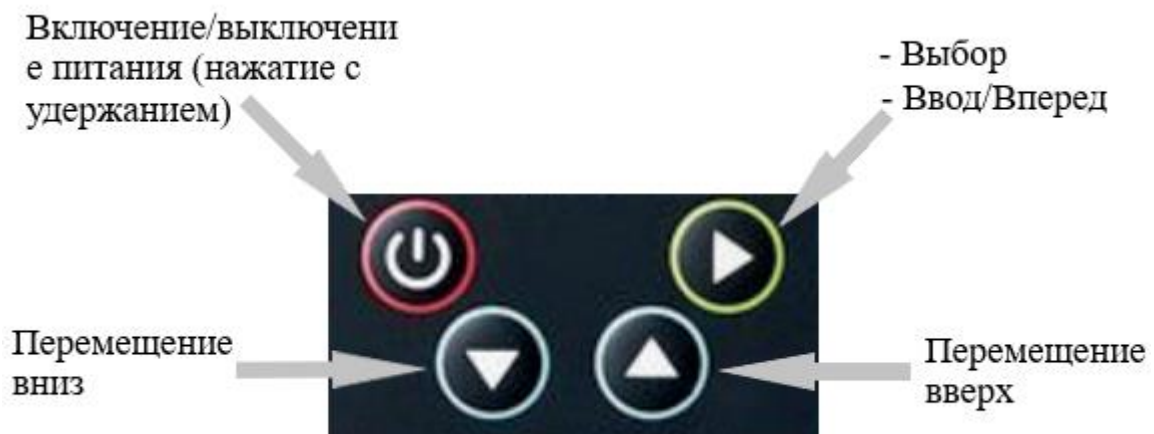 Включение/выключени
е питания (нажатие с
удержанием)
- Выбор
- Ввод/Вперед
Перемещение
вниз
Перемещение
вверх